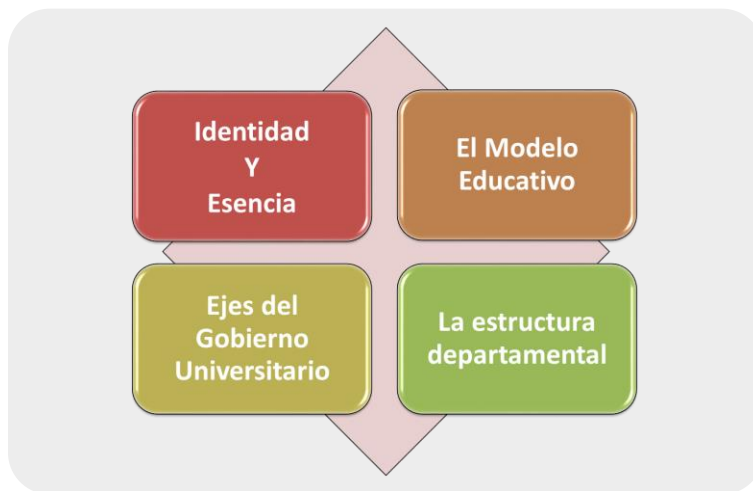 Identidad
Y
Esencia
El Modelo
Educativo
Ejes del
Gobierno
Universitario
La estructura
departamental